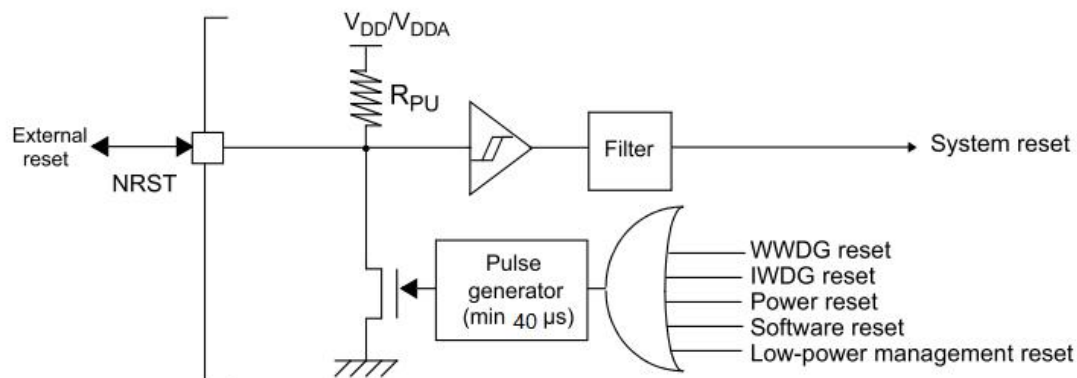 VDD/VDDA
RPU
External
reset
NRST
Filter
System reset
Pulse
generator
(min 40 µs)
WWDG reset
IWDG reset
Power reset
Software reset
Low-power management reset